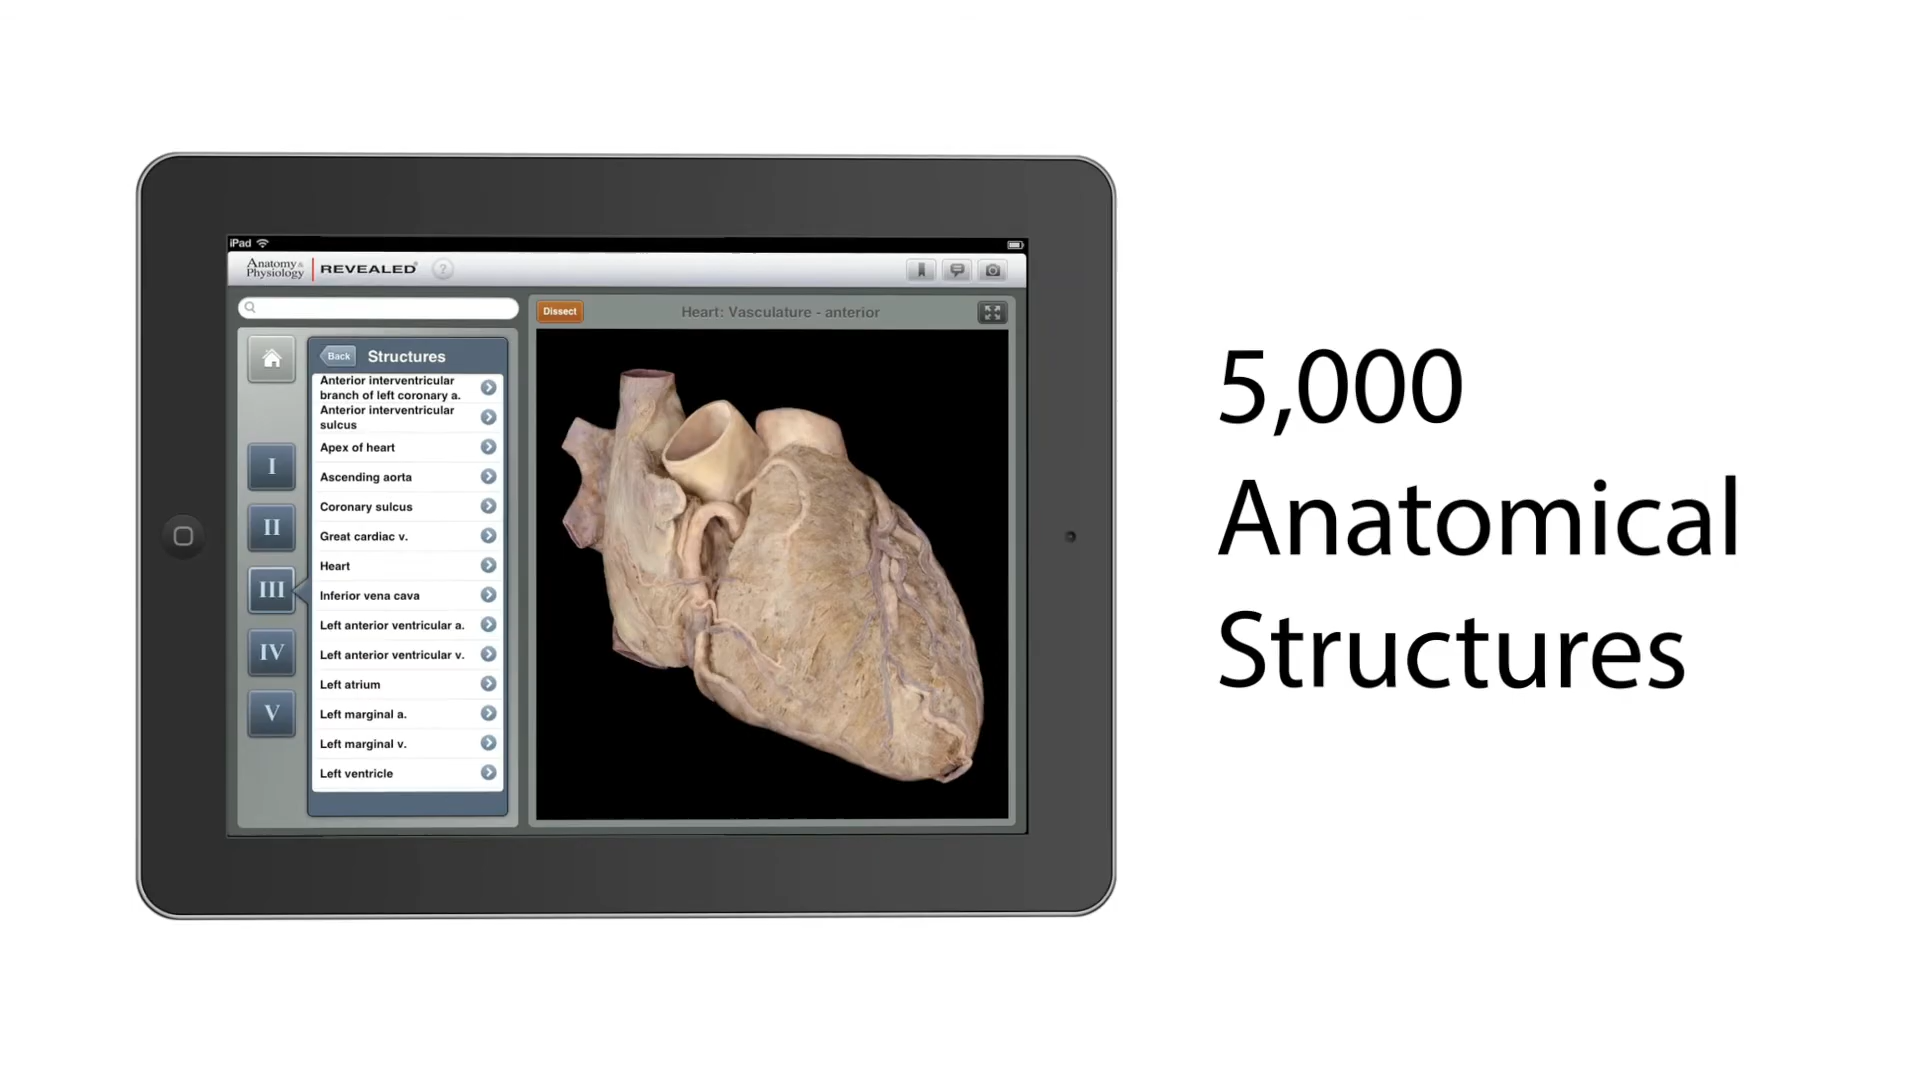 iPad
Anatomy &
Physiology
REVEALED®
?
Dissect
Heart: Vasculature - anterior
Back
Structures
Anterior interventricular
branch of left coronary a.
Anterior interventricular
sulcus
Apex of heart
Ascending aorta
Coronary sulcus
Great cardiac v.
Heart
Inferior vena cava
Left anterior ventricular a.
Left anterior ventricular v.
Left atrium
Left marginal a.
Left marginal v.
Left ventricle
I
II
III
IV
V
5,000
Anatomical
Structures